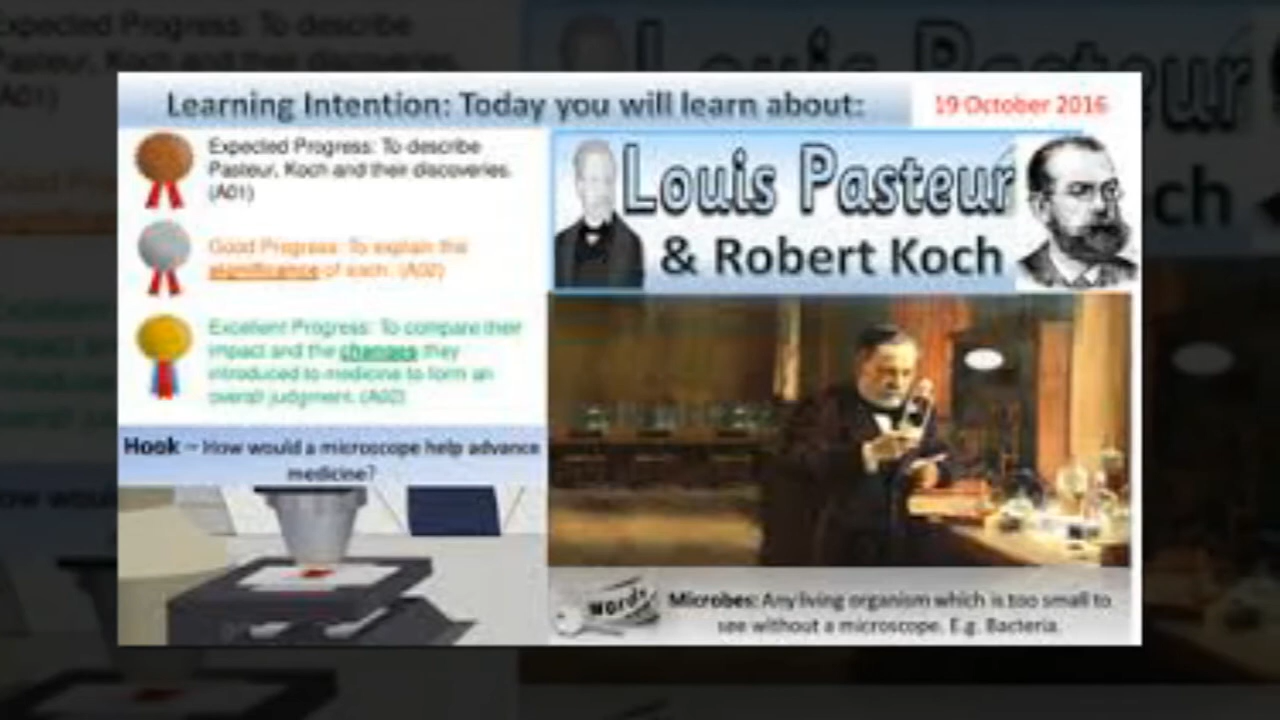 Learning Intention: Today you will learn about:
19 October 2016
Expected Progress: To describe
Pasteur, Koch and their discoveries.
(A01)
Good Progress: To explain the
significance of each. (A02)
Excellent Progress: To compare their
impact and the changes they
introduced to medicine to form an
overall judgment. (A02)
Hook – How would a microscope help advance
medicine?
Louis Pasteur
& Robert Koch
Words
Microbes: Any living organism which is too small to
see without a microscope. E.g. Bacteria.